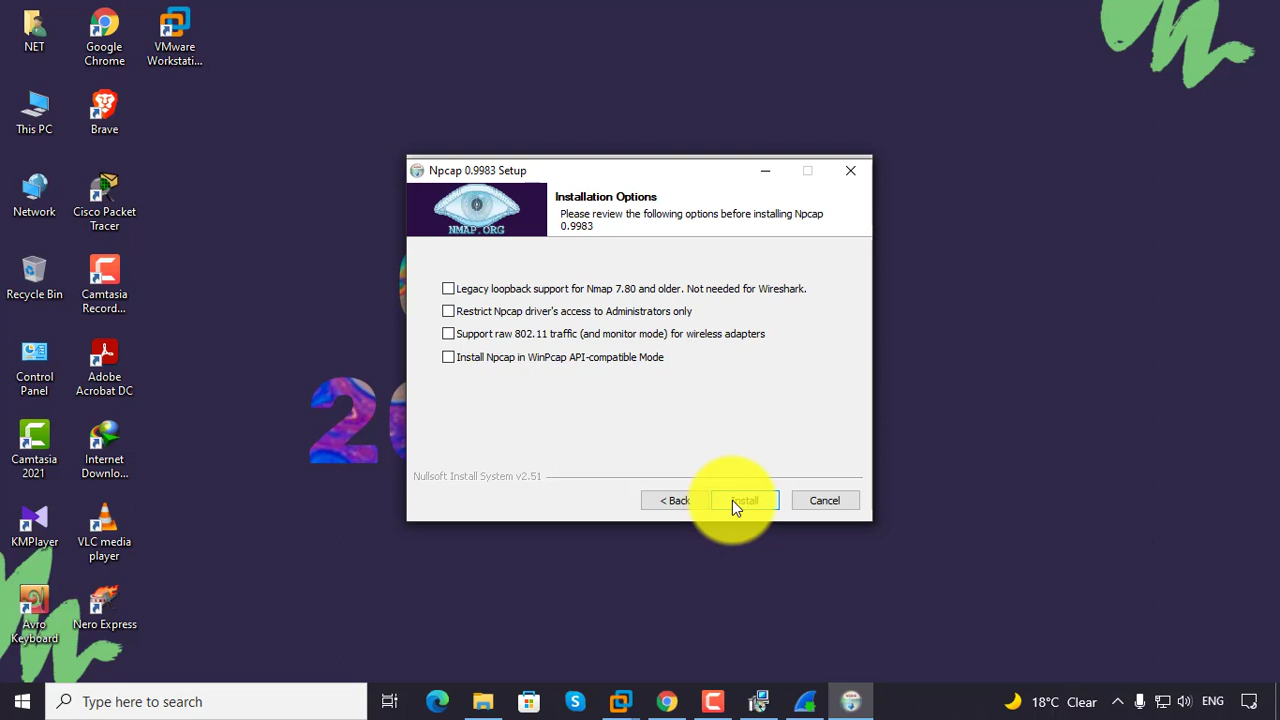 NET
Google
Chrome
VMware
Workstati...
This PC
Brave
Network
Cisco Packet
Tracer
Recycle Bin
Camtasia
Record...
Control
Panel
Adobe
Acrobat DC
Camtasia
2021
Internet
Downlo...
KMPlayer
VLC media
player
Avro
Keyboard
Nero Express
Npcap 0.9983 Setup
NMAP.ORG
Installation Options
Please review the following options before installing Npcap
0.9983
Legacy loopback support for Nmap 7.80 and older. Not needed for Wireshark.
Restrict Npcap driver's access to Administrators only
Support raw 802.11 traffic (and monitor mode) for wireless adapters
Install Npcap in WinPcap API-compatible Mode
Nullsoft Install System v2.51
< Back
Install
Cancel
2
Type here to search
18°C Clear
ENG